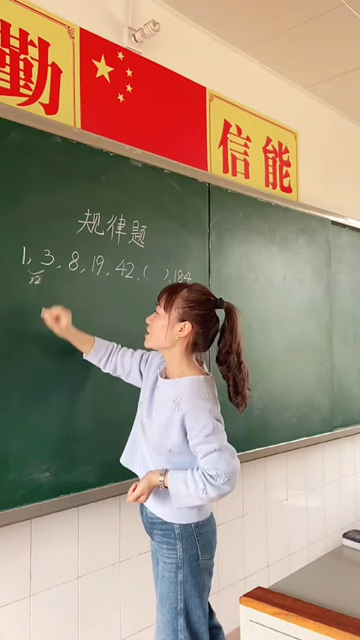 勤
信能
规律题
1, 3, 8, 19, 42, ( ), 184